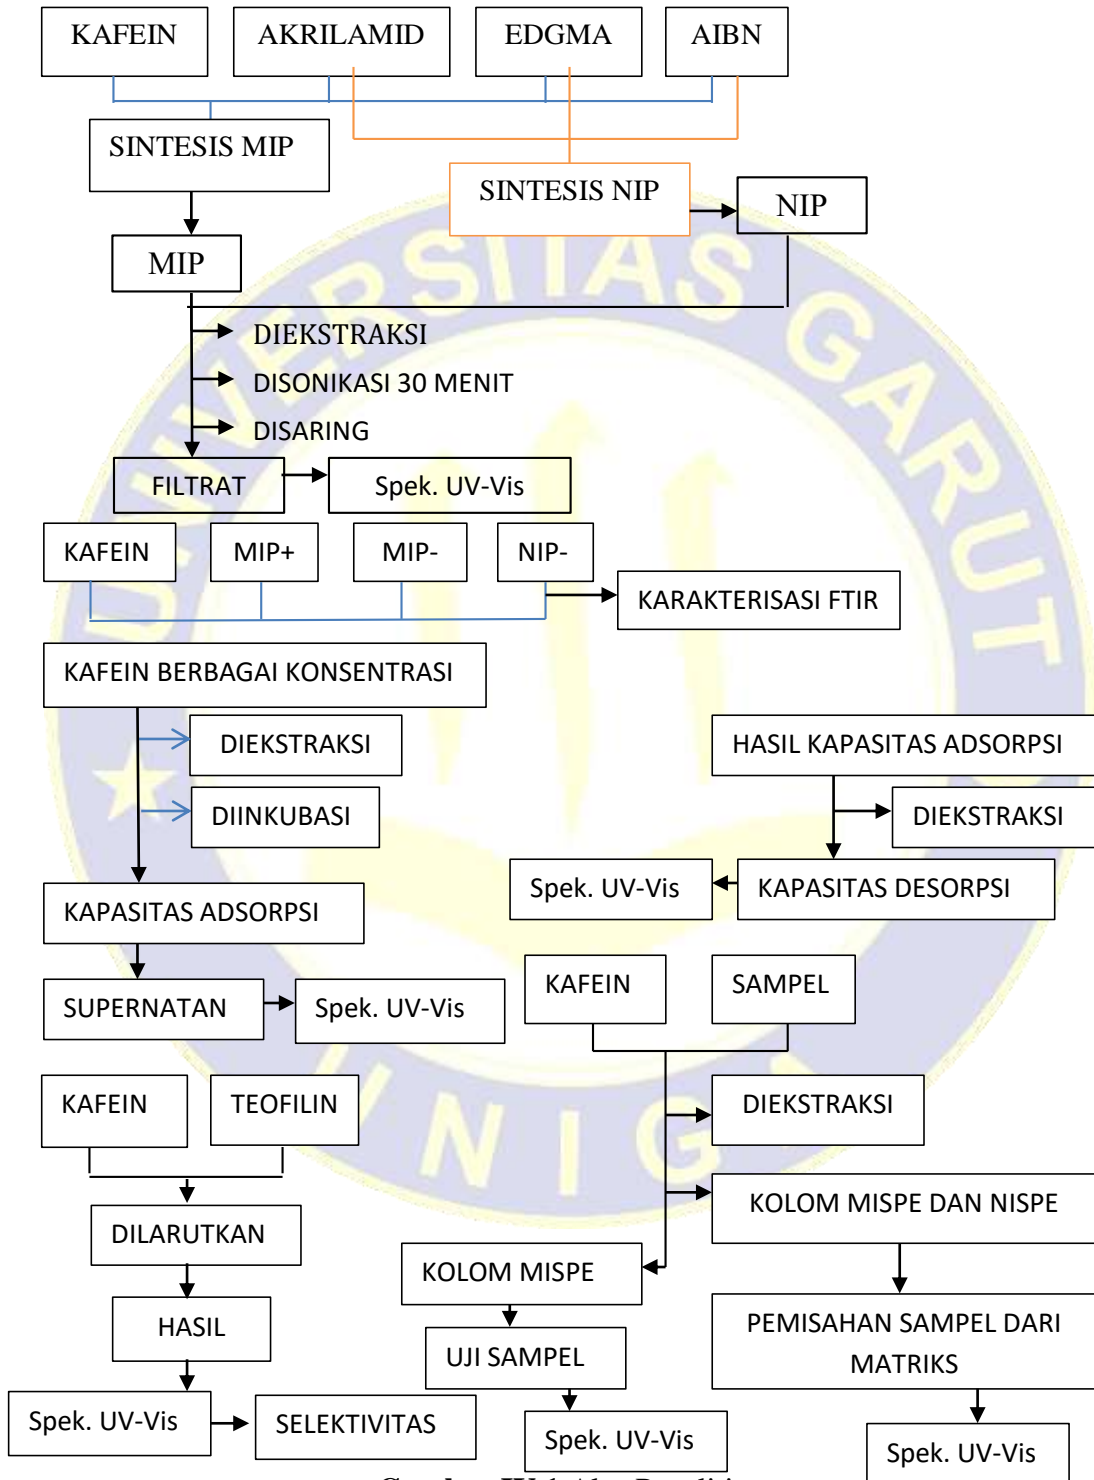 KAFEIN
AKRILAMID
EDGMA
AIBN
SINTESIS MIP
SINTESIS NIP
NIP
MIP
DIEKSTRAKSI
DISONIKASI 30 MENIT
DISARING
FILTRAT
Spek. UV-Vis
KAFEIN
MIP+
MIP-
NIP-
KARAKTERISASI FTIR
KAFEIN BERBAGAI KONSENTRASI
DIEKSTRAKSI
DIINKUBASI
KAPASITAS ADSORPSI
SUPERNATAN
Spek. UV-Vis
HASIL KAPASITAS ADSORPSI
DIEKSTRAKSI
KAPASITAS DESORPSI
Spek. UV-Vis
KAFEIN
TEOFILIN
DILARUTKAN
HASIL
Spek. UV-Vis
SELEKTIVITAS
KAFEIN
SAMPEL
DIEKSTRAKSI
KOLOM MISPE DAN NISPE
PEMISAHAN SAMPEL DARI
MATRIKS
Spek. UV-Vis
KOLOM MISPE
UJI SAMPEL
Spek. UV-Vis
UNIVERSITAS GARUT
UNIGA